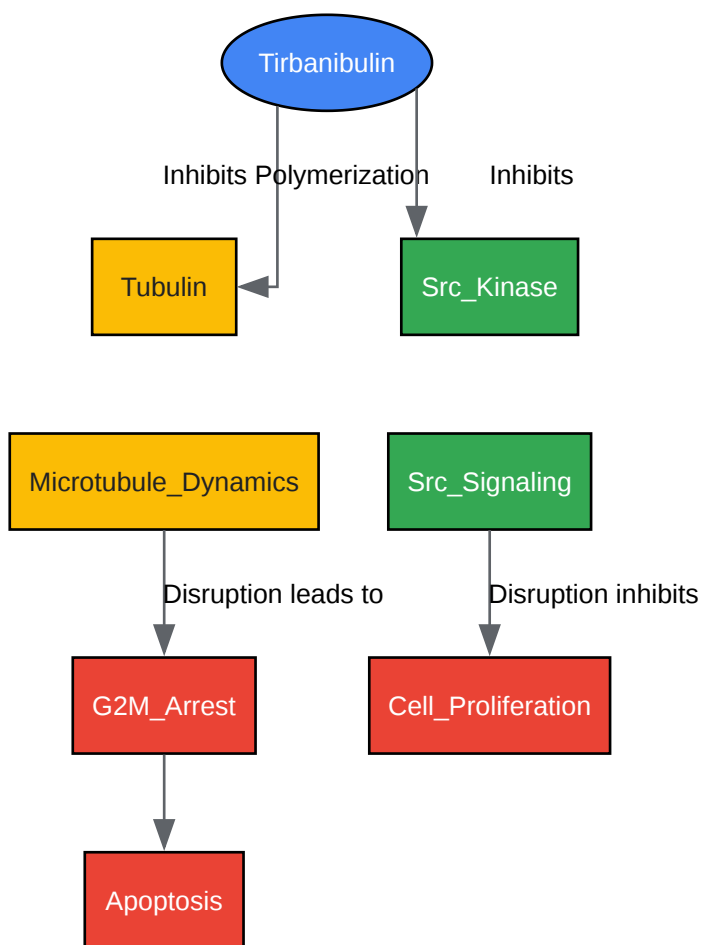 Tirbanibulin
Inhibits Polymerization
Inhibits
Tubulin
Src_Kinase
Microtubule_Dynamics
Src_Signaling
Disruption leads to
Disruption inhibits
G2M_Arrest
Cell_Proliferation
Apoptosis